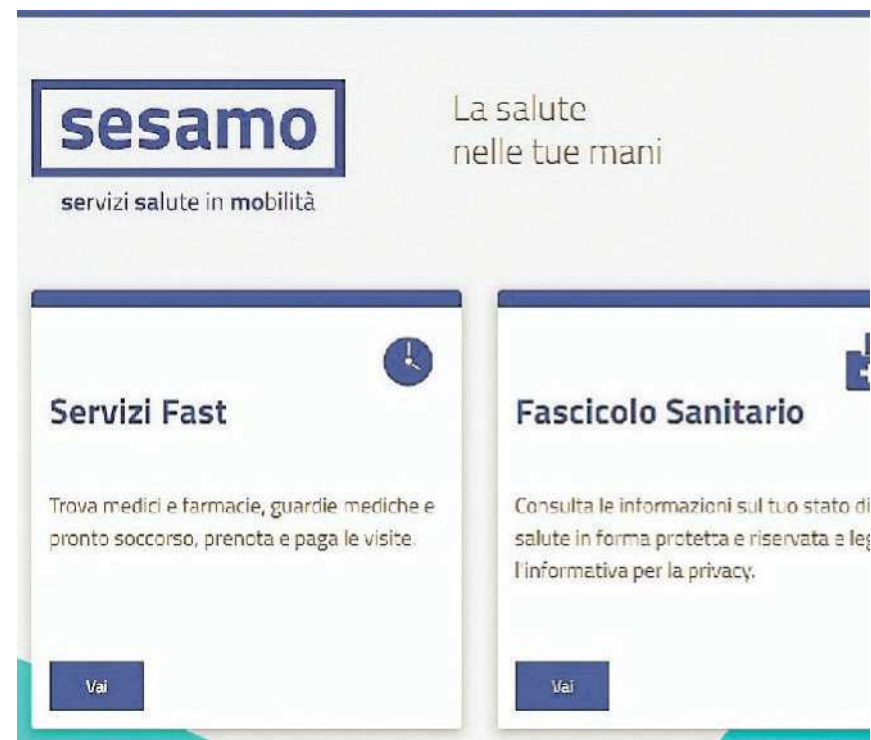 sesamo
servizi salute in mobilità
La salute
nelle tue mani
Servizi Fast
Trova medici e farmacie, guardie mediche e
pronto soccorso, prenota e paga le visite.
Vai
Fascicolo Sanitario
Consulta le informazioni sul tuo stato di
salute in forma protetta e riservata e leg
l'informativa per la privacy.
Vai